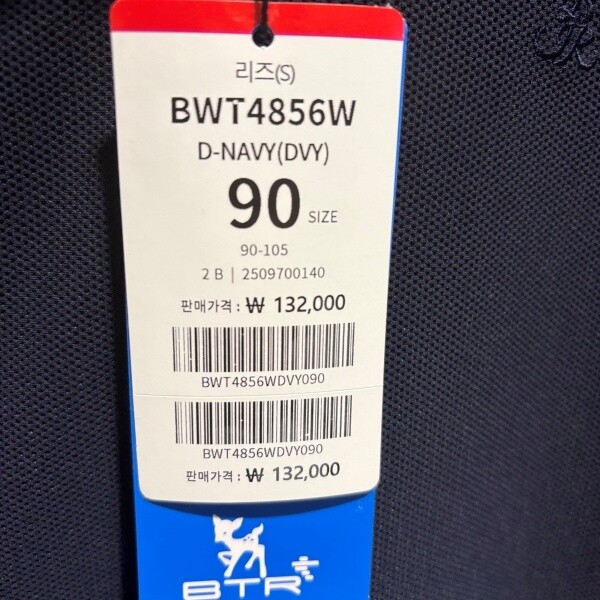 리즈(S)
BWT4856W
D-NAVY(DVY)
90 SIZE
90-105
2 B | 2509700140
판매가격 : ₩ 132,000
BWT4856WDVY090
BWT4856WDVY090
판매가격 : ₩ 132,000
BTR